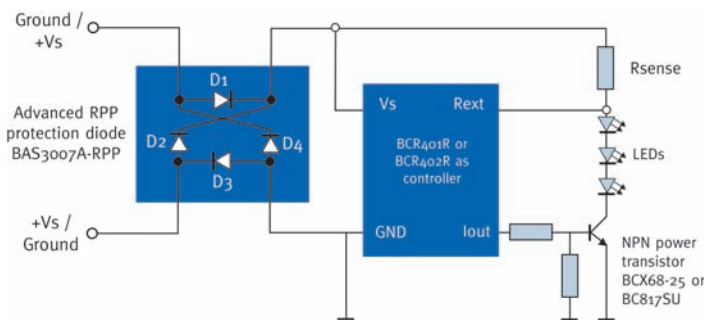 Ground /
+Vs
Advanced RPP
protection diode
BAS3007A-RPP
+Vs /
Ground
D1
D2
D4
D3
Vs
Rext
BCR401R or
BCR402R as
controller
GND
Iout
Rsense
LEDs
NPN power
transistor
BCX68-25 or
BC817SU